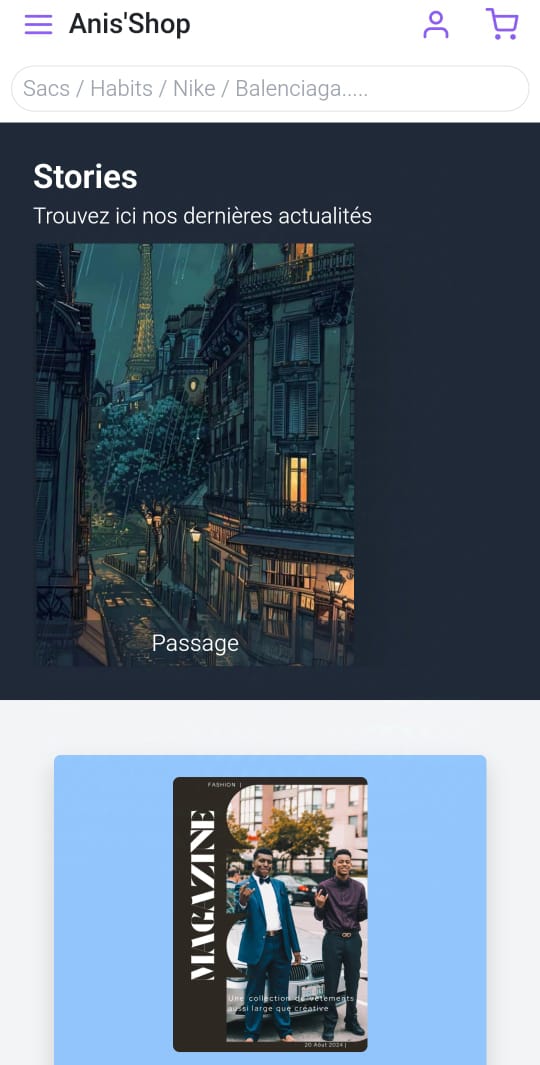 Anis'Shop
Sacs / Habits / Nike / Balenciaga.....
Stories
Trouvez ici nos dernières actualités
Passage
FASHION |
MAGAZINE
Une collection de vêtements
aussi large que créative
20 Aôut 2024 |